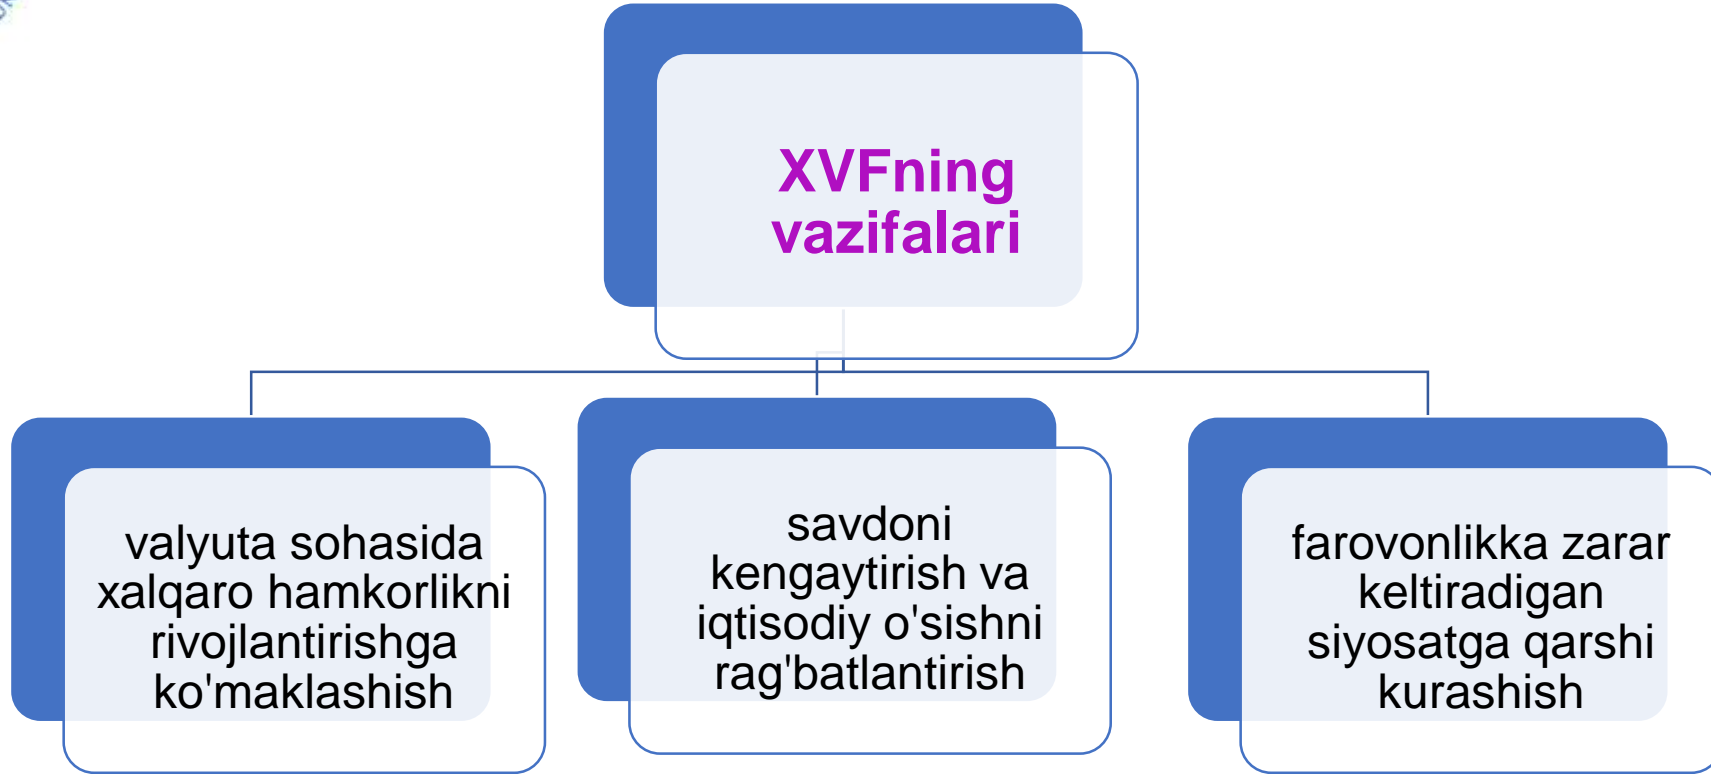 XVFning
vazifalari
valyuta sohasida
xalqaro hamkorlikni
rivojlantirishga
ko'maklashish
savdoni
kengaytirish va
iqtisodiy o'sishni
rag'batlantirish
farovonlikka zarar
keltiradigan
siyosatga qarshi
kurashish